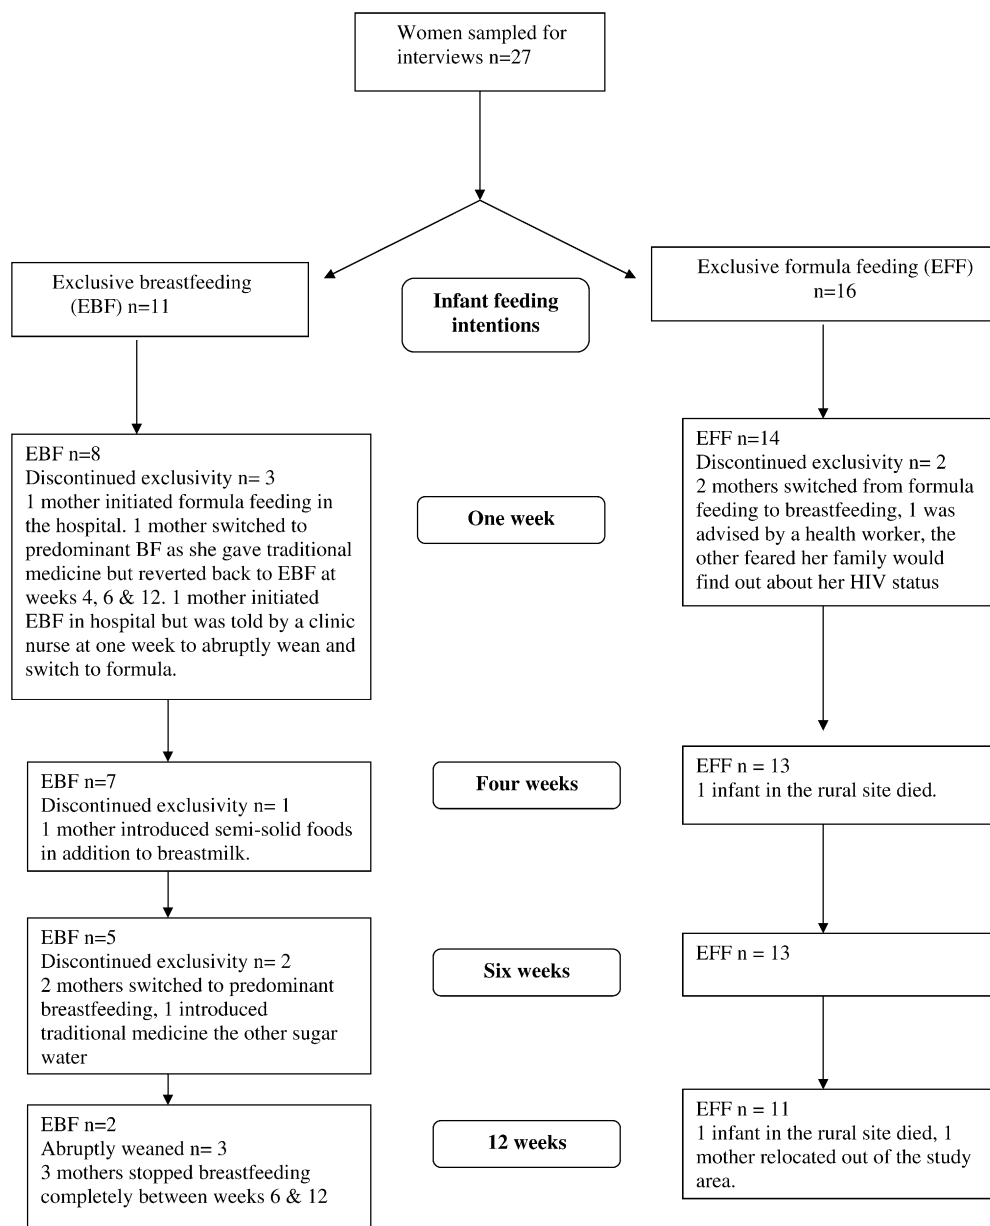 Women sampled for
interviews n=27
Exclusive breastfeeding
(EBF) n=11
Infant feeding
intentions
Exclusive formula feeding (EFF)
n=16
EBF n=8
Discontinued exclusivity n= 3
1 mother initiated formula feeding in
the hospital. 1 mother switched to
predominant BF as she gave traditional
medicine but reverted back to EBF at
weeks 4, 6 & 12. 1 mother initiated
EBF in hospital but was told by a clinic
nurse at one week to abruptly wean and
switch to formula.
One week
EFF n=14
Discontinued exclusivity n= 2
2 mothers switched from formula
feeding to breastfeeding, 1 was
advised by a health worker, the
other feared her family would
find out about her HIV status
EBF n=7
Discontinued exclusivity n= 1
1 mother introduced semi-solid foods
in addition to breastmilk.
Four weeks
EFF n = 13
1 infant in the rural site died.
EBF n=5
Discontinued exclusivity n= 2
2 mothers switched to predominant
breastfeeding, 1 introduced
traditional medicine the other sugar
water
Six weeks
EFF n = 13
EBF n=2
Abruptly weaned n= 3
3 mothers stopped breastfeeding
completely between weeks 6 & 12
12 weeks
EFF n = 11
1 infant in the rural site died, 1
mother relocated out of the study
area.